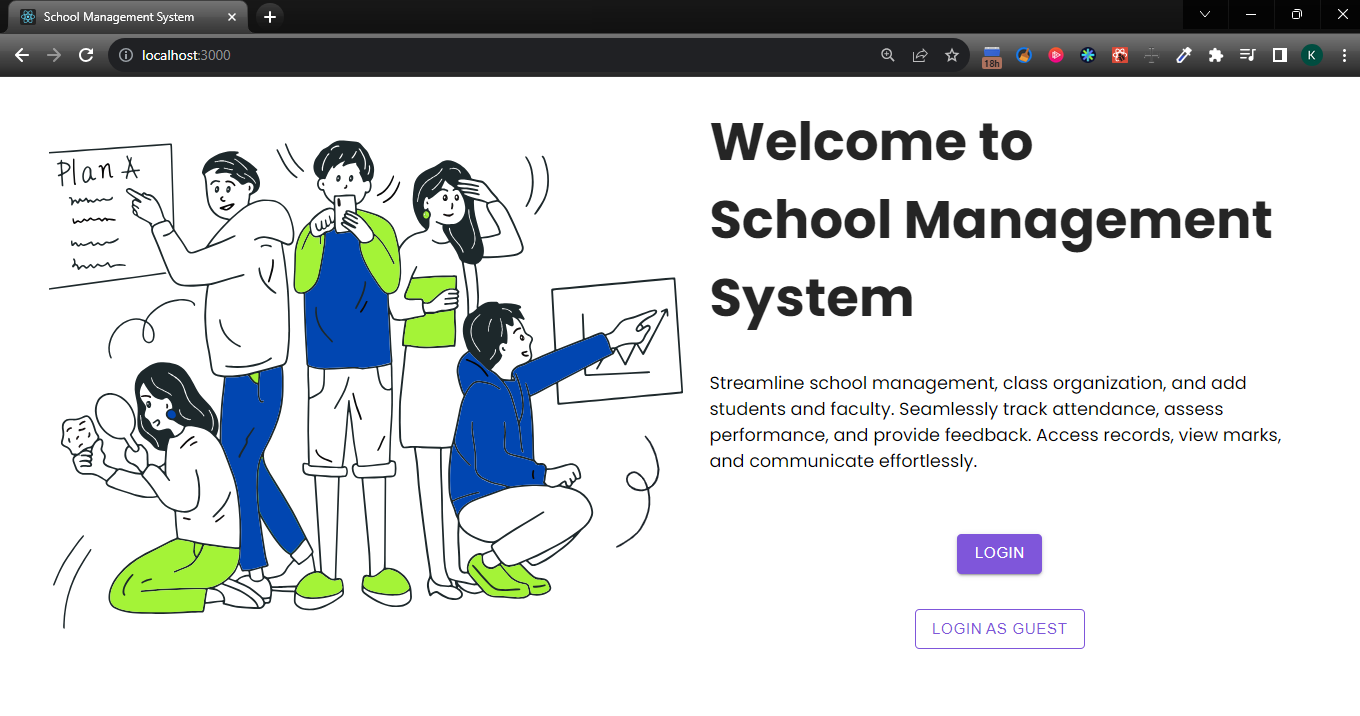 School Management System
localhost:3000
18h
K
Plan A
Welcome to
School Management
System
Streamline school management, class organization, and add
students and faculty. Seamlessly track attendance, assess
performance, and provide feedback. Access records, view marks,
and communicate effortlessly.
LOGIN
LOGIN AS GUEST